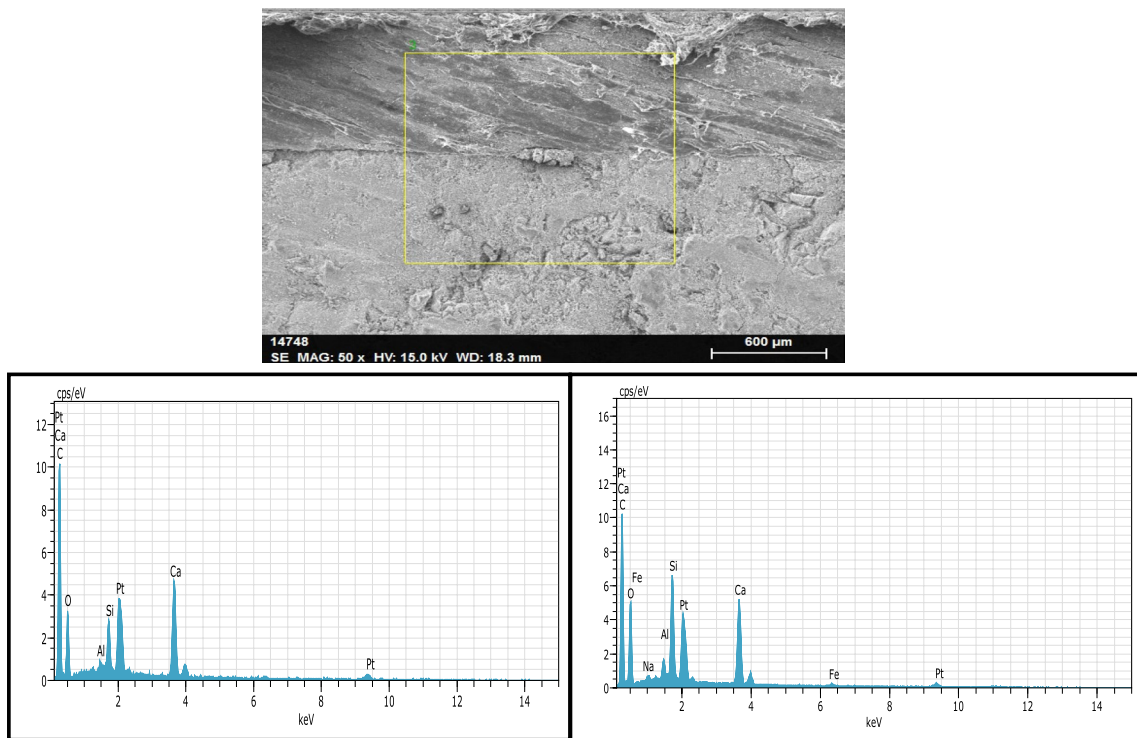 3
14748
SE MAG: 50 x HV: 15.0 kV WD: 18.3 mm
600 µm
cps/eV
12
10
8
6
4
2
0
Pt
Ca
C
O
Al
Si
Pt
Ca
Pt
2 4 6 8 10 12 14
keV
cps/eV
16
14
12
10
8
6
4
2
0
Pt
Ca
C
Fe
O
Na
Al
Si
Pt
Ca
Fe
Pt
2 4 6 8 10 12 14
keV